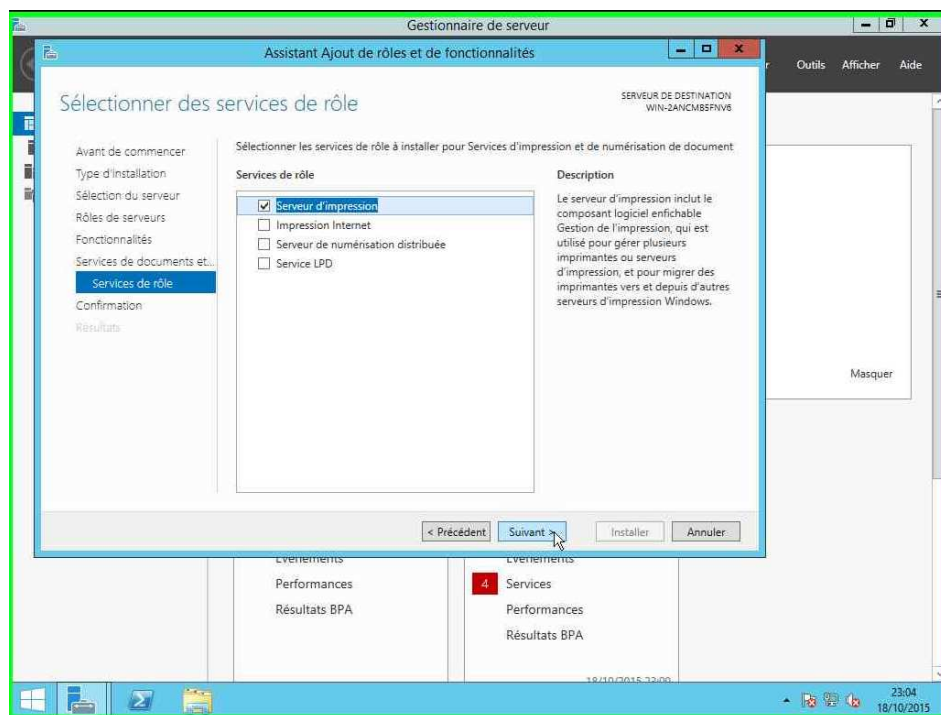 Gestionnaire de serveur
Assistant Ajout de rôles et de fonctionnalités
Outils Afficher Aide
Sélectionner des services de rôle
SERVEUR DE DESTINATION
WIN-2ANCMB5FNV6
Avant de commencer
Type d'installation
Sélection du serveur
Rôles de serveurs
Fonctionnalités
Services de documents et...
Services de rôle
Confirmation
Résultats
Sélectionner les services de rôle à installer pour Services d'impression et de numérisation de document
Services de rôle
Serveur d'impression
Impression Internet
Serveur de numérisation distribuée
Service LPD
Description
Le serveur d'impression inclut le
composant logiciel enfichable
Gestion de l'impression, qui est
utilisé pour gérer plusieurs
imprimantes ou serveurs
d'impression, et pour migrer des
imprimantes vers et depuis d'autres
serveurs d'impression Windows.
Masquer
< Précédent Suivant > Installer Annuler
Événements
Performances
Résultats BPA
Événements
4 Services
Performances
Résultats BPA
18/10/2015 23:00
23:04
18/10/2015